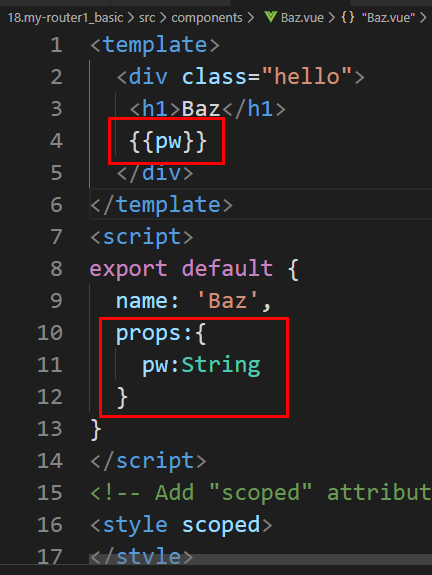 18.my-router1_basic > src > components > Baz.vue > {} "Baz.vue"
1 <template>
2 <div class="hello">
3 <h1>Baz</h1>
4 {{pw}}
5 </div>
6 </template>
7 <script>
8 export default {
9 name: 'Baz',
10 props:{
11 pw:String
12 }
13 }
14 </script>
15 <!-- Add "scoped" attribut
16 <style scoped>
17 </style>